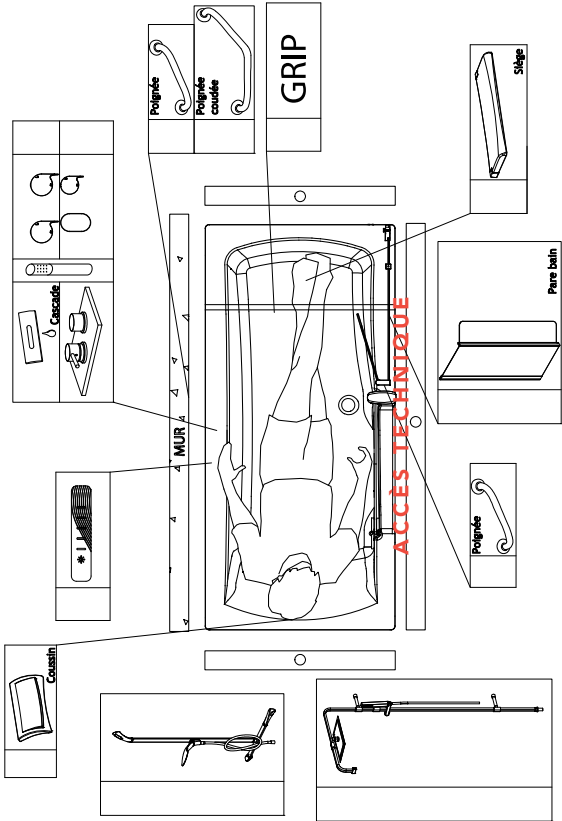 Poignée
Poignée
coudée
GRIP
Siège
Cascade
MUR
Pare bain
ACCÈS TECHNIQUE
Poignée
Coussin